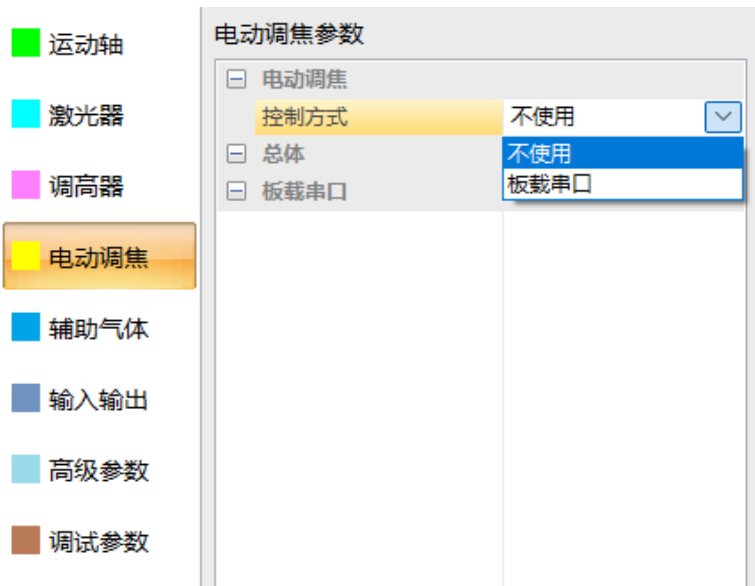 运动轴
激光器
调高器
电动调焦
辅助气体
输入输出
高级参数
调试参数
电动调焦参数
电动调焦
控制方式 不使用
总体 不使用
板载串口 板载串口